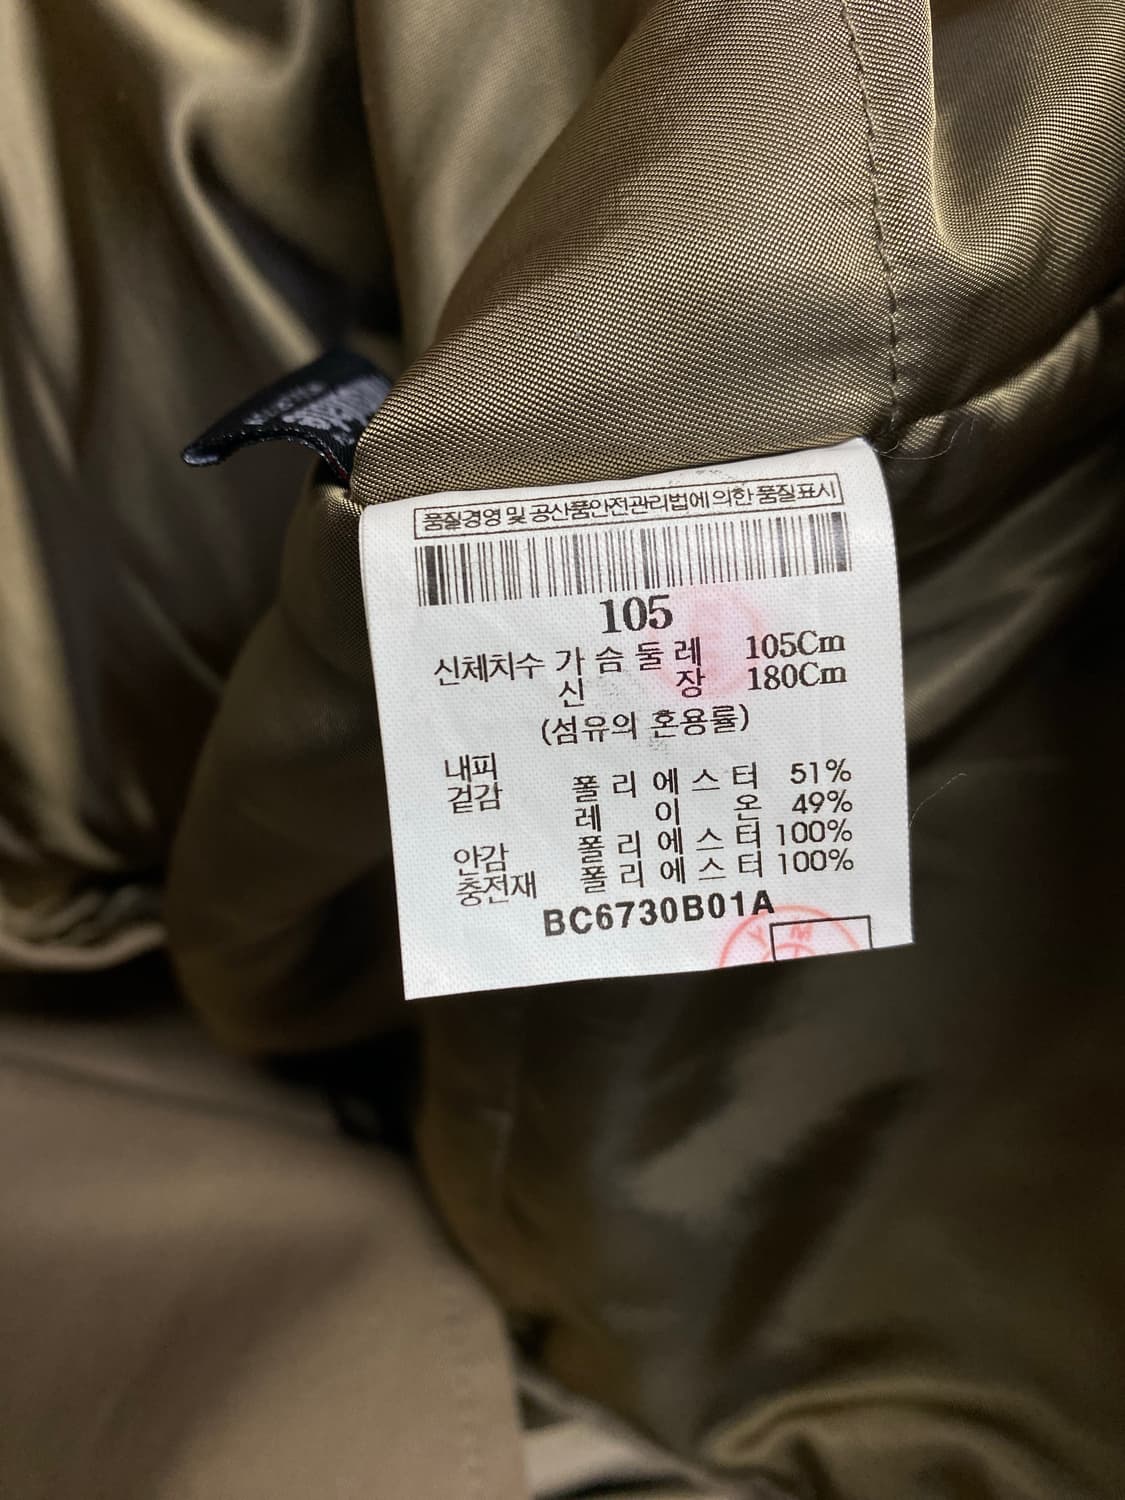 품질경영 및 공산품안전관리법에 의한 품질표시
105
신체치수 가슴둘레 105Cm
신장 180Cm
(섬유의 혼용률)
내피
겉감 폴리에스터 51%
레이온 49%
안감 폴리에스터 100%
충전재 폴리에스터 100%
BC6730B01A